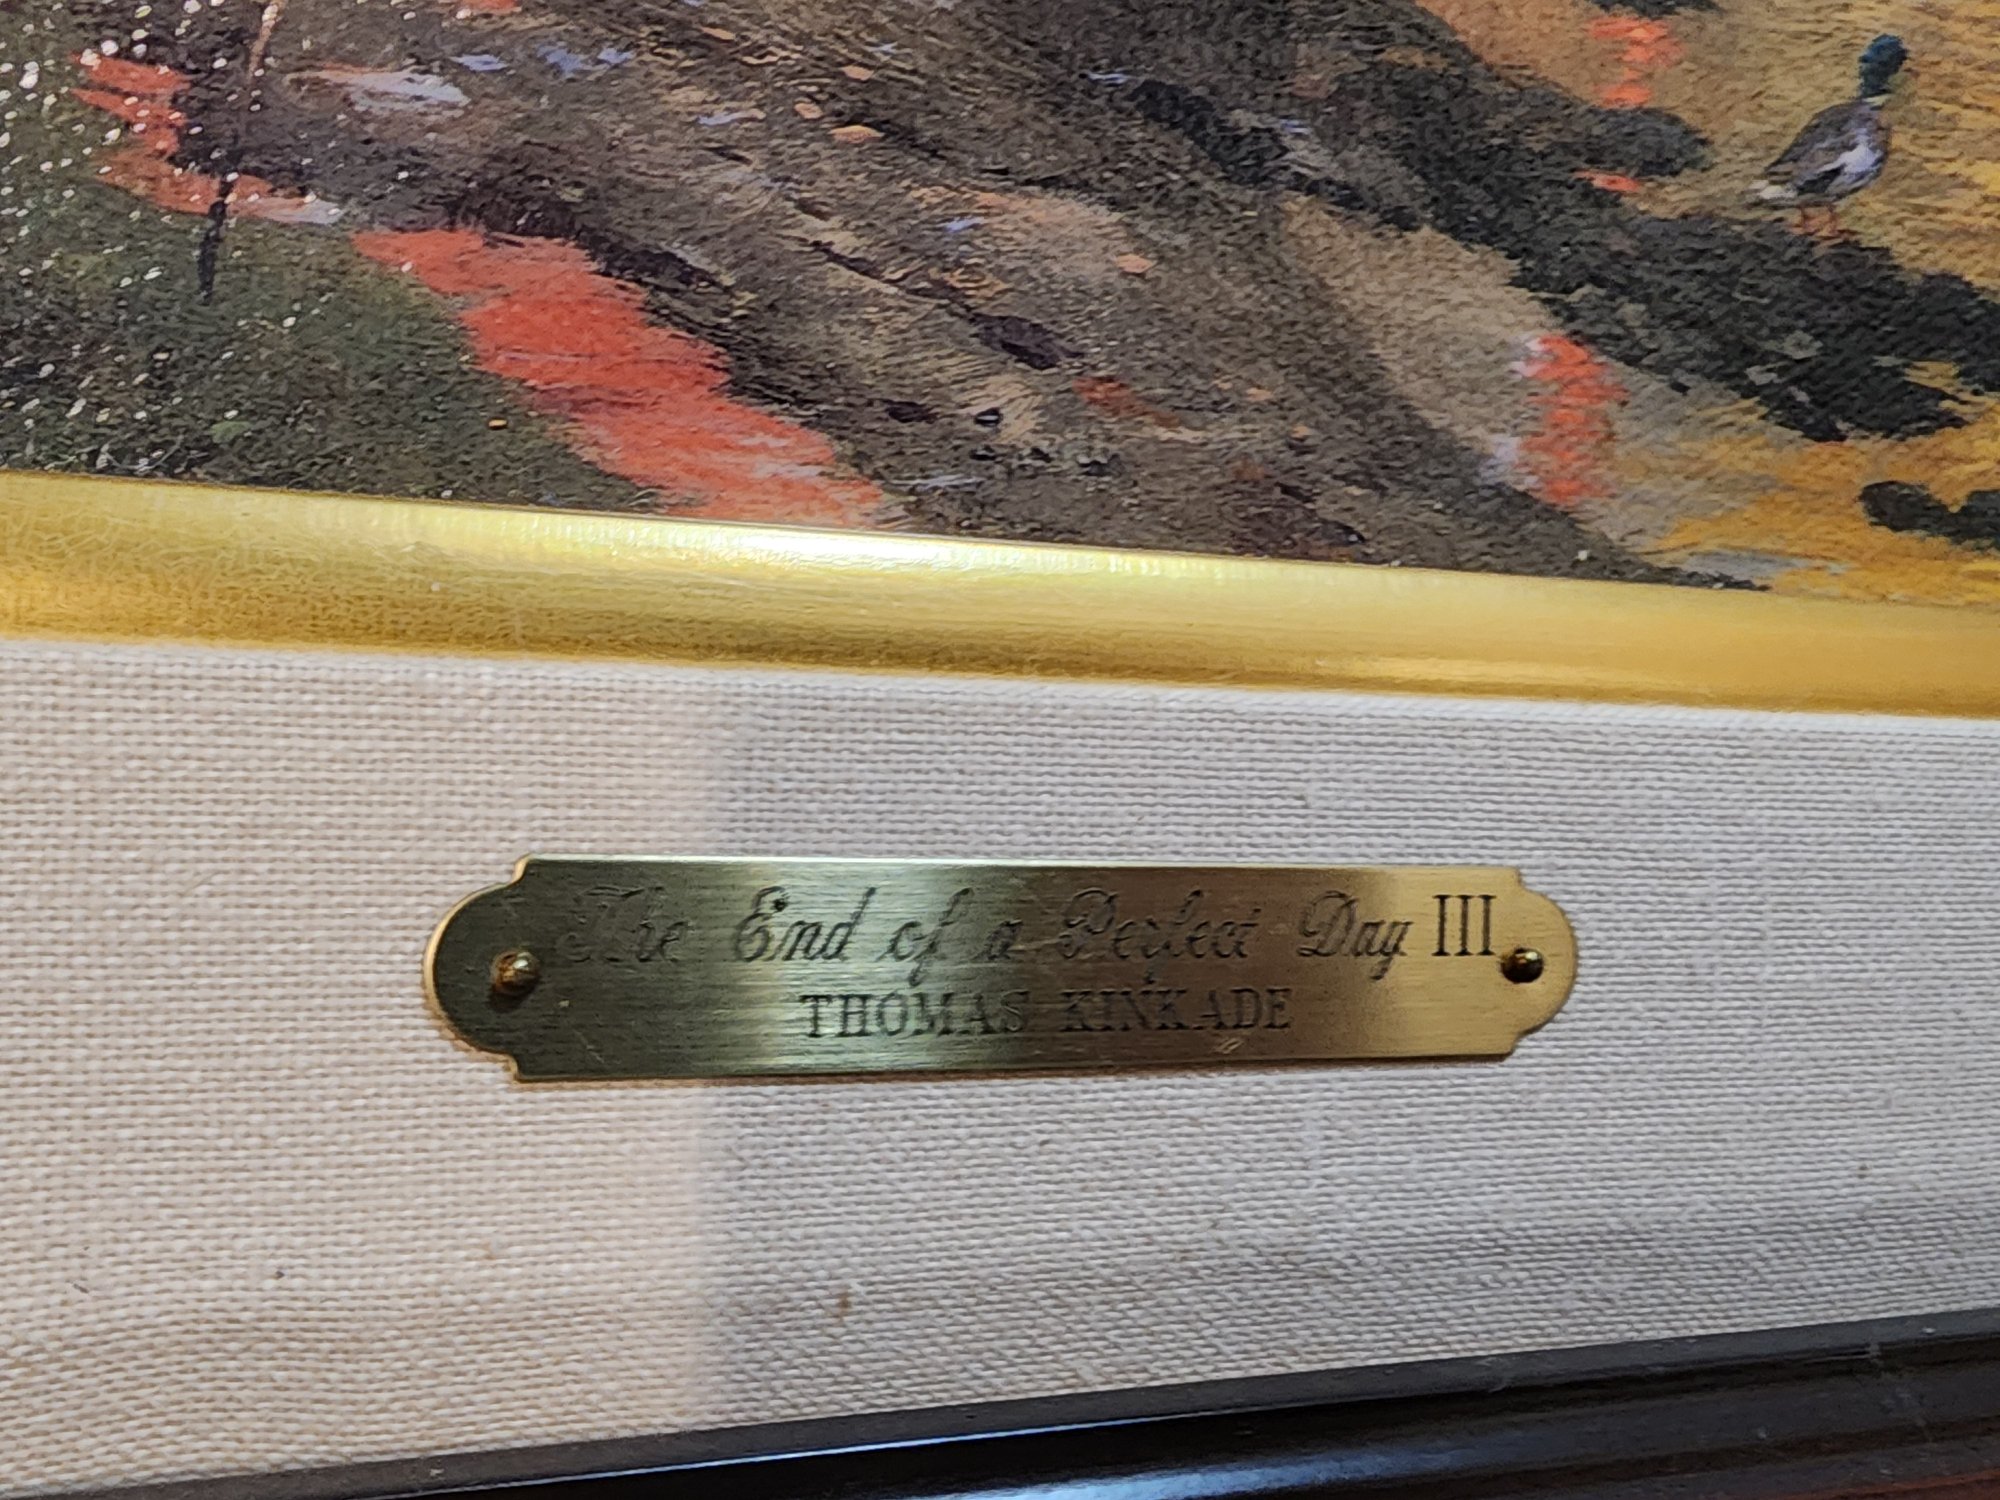 The End of a Perfect Day III
THOMAS KINKADE